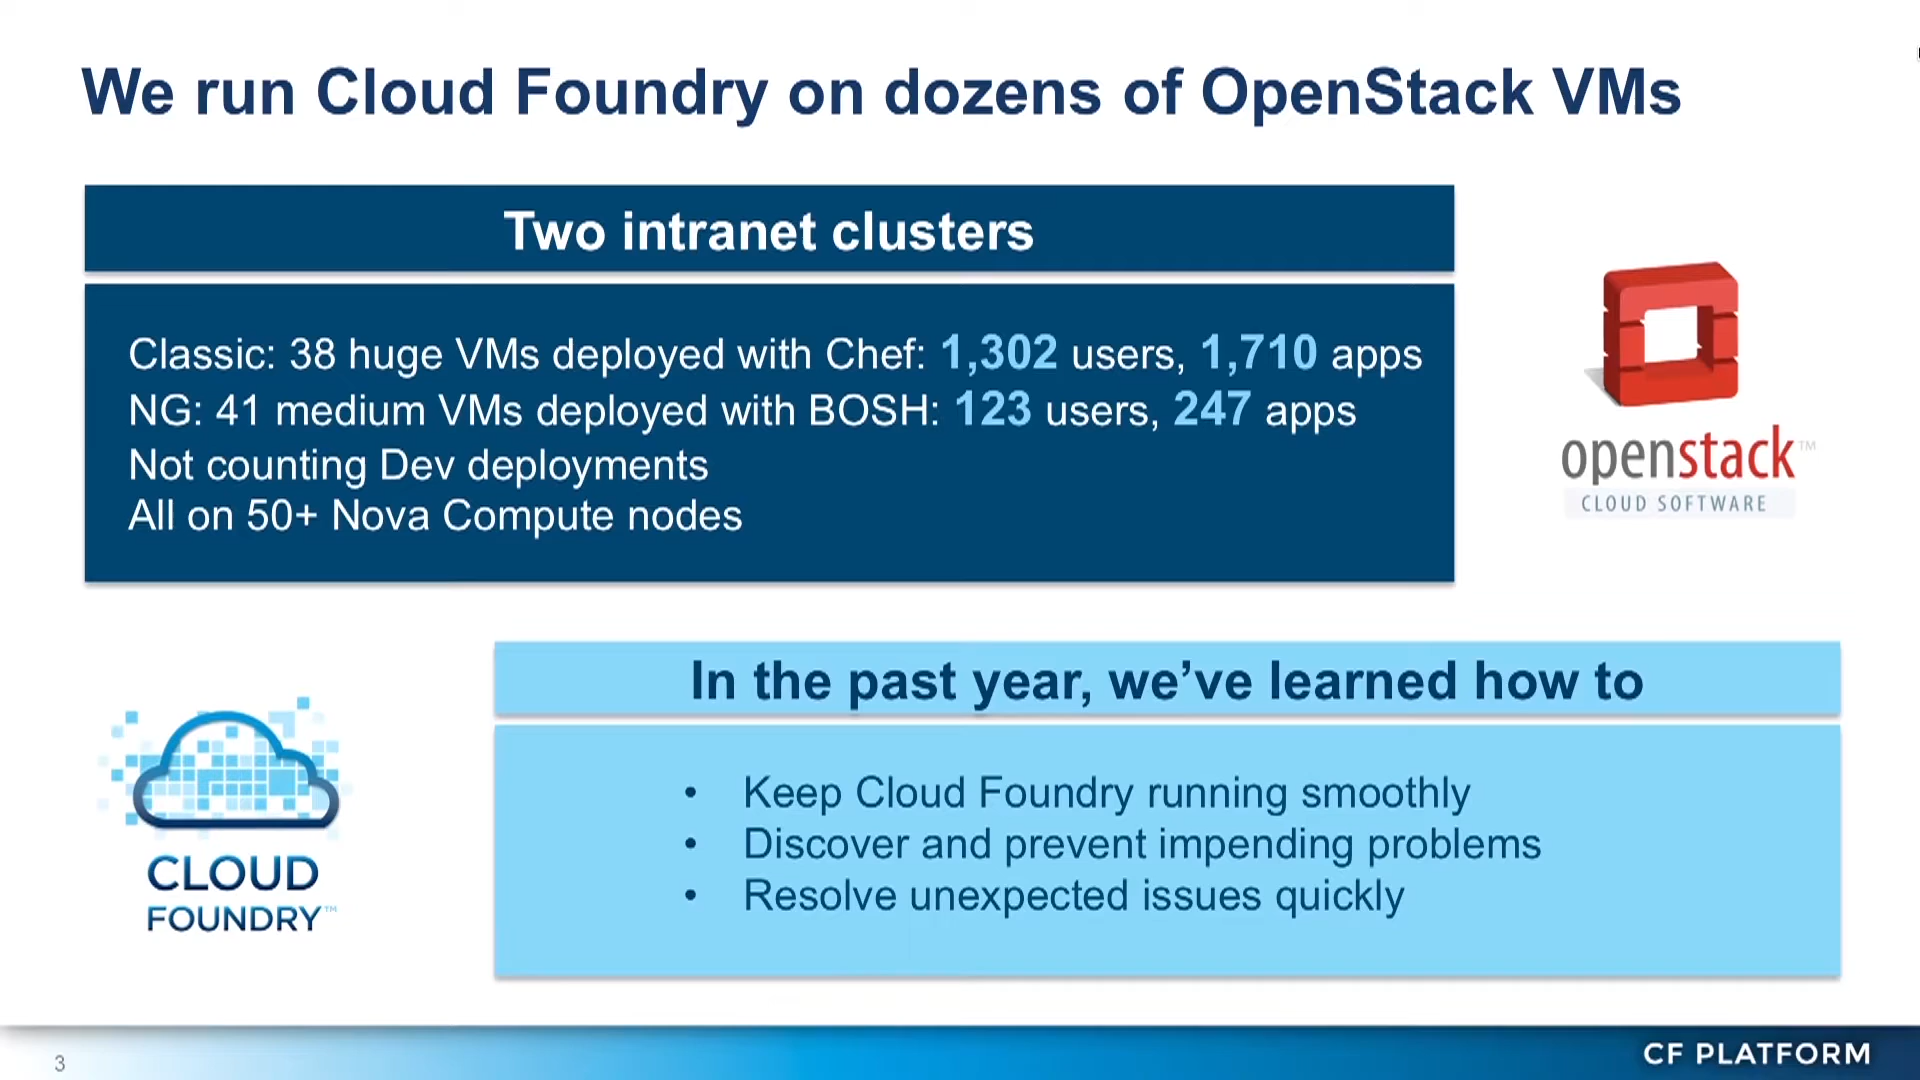 We run Cloud Foundry on dozens of OpenStack VMs
Two intranet clusters
Classic: 38 huge VMs deployed with Chef: 1,302 users, 1,710 apps
NG: 41 medium VMs deployed with BOSH: 123 users, 247 apps
Not counting Dev deployments
All on 50+ Nova Compute nodes
openstack™
CLOUD SOFTWARE
In the past year, we’ve learned how to
• Keep Cloud Foundry running smoothly
• Discover and prevent impending problems
• Resolve unexpected issues quickly
CLOUD
FOUNDRY™
3
CF PLATFORM